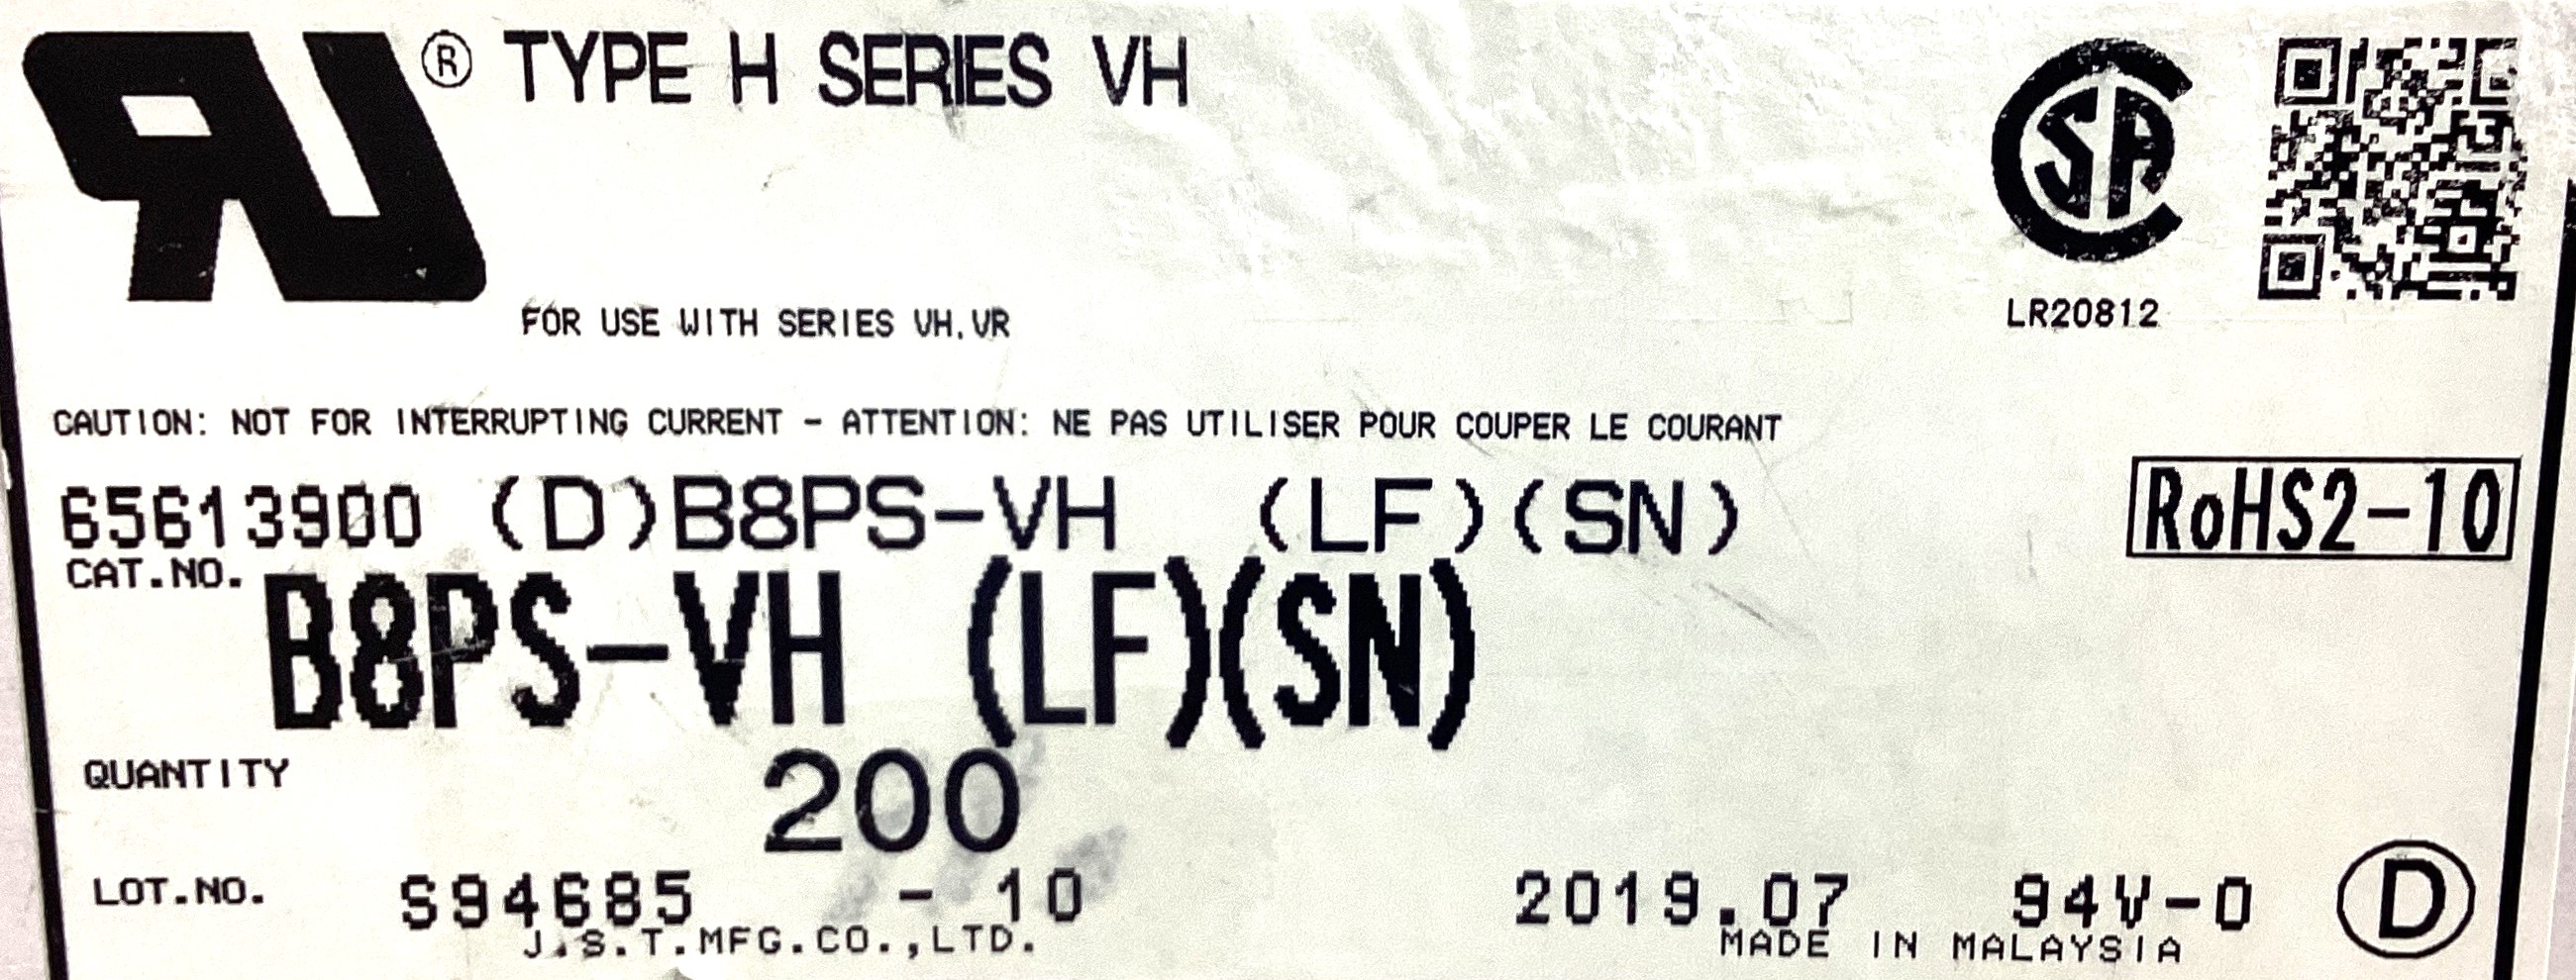 ® TYPE H SERIES VH
FOR USE WITH SERIES VH,VR
LR20812
CAUTION: NOT FOR INTERRUPTING CURRENT - ATTENTION: NE PAS UTILISER POUR COUPER LE COURANT
65613900 (D)B8PS-VH (LF)(SN)
RoHS2-10
CAT.NO. B8PS-VH (LF)(SN)
QUANTITY 200
LOT.NO. S94685 - 10 2019.07 94V-0 D
J.S.T.MFG.CO.,LTD. MADE IN MALAYSIA